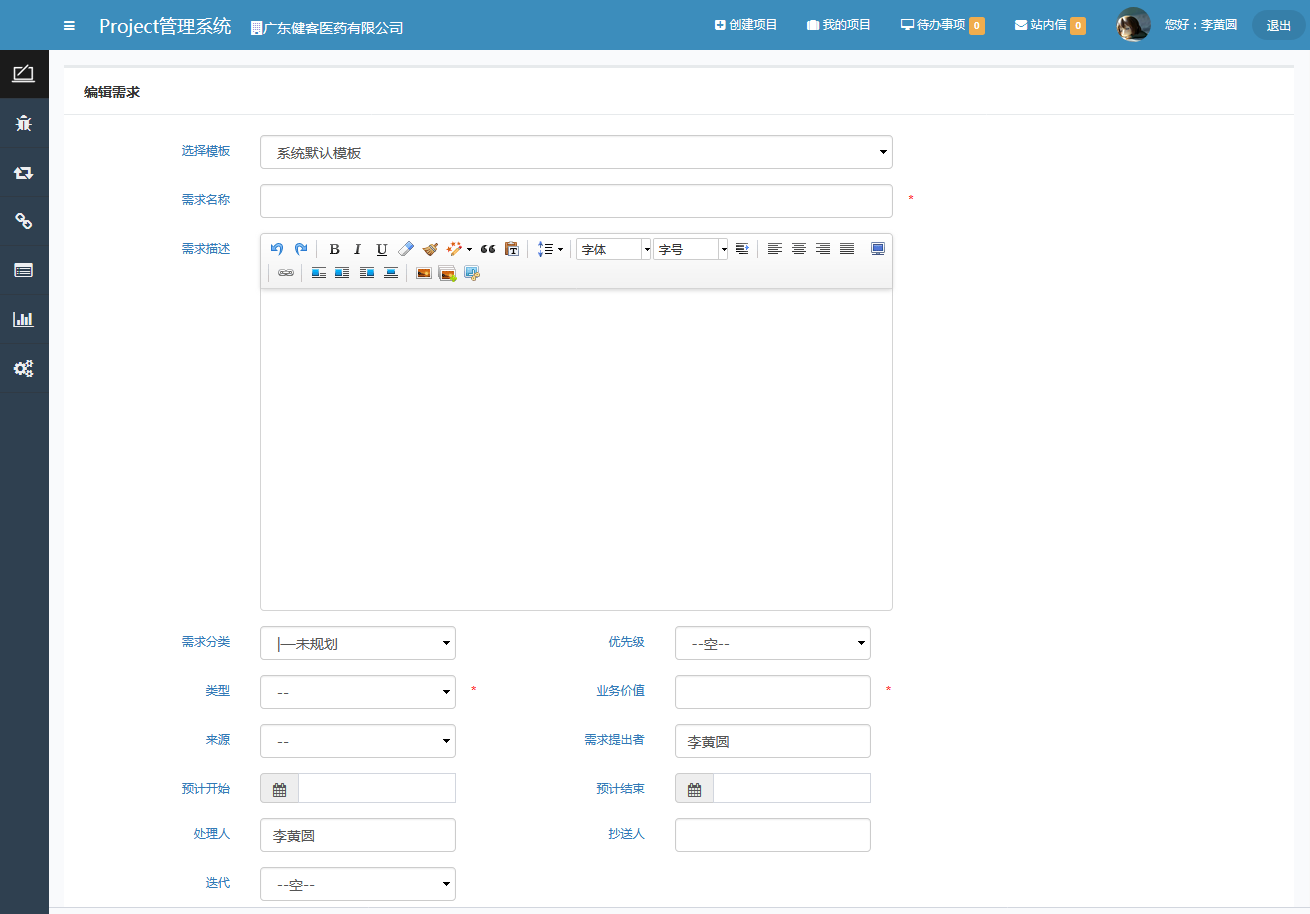 Project管理系统 广东健客医药有限公司 创建项目 我的项目 待办事项 0 站内信 0 您好：李黄圆 退出
编辑需求
选择模板 系统默认模板
需求名称 *
需求描述 B I U 字体 字号
需求分类 |—未规划 优先级 --空--
类型 -- * 业务价值 *
来源 -- 需求提出者 李黄圆
预计开始 预计结束
处理人 李黄圆 抄送人
迭代 --空--